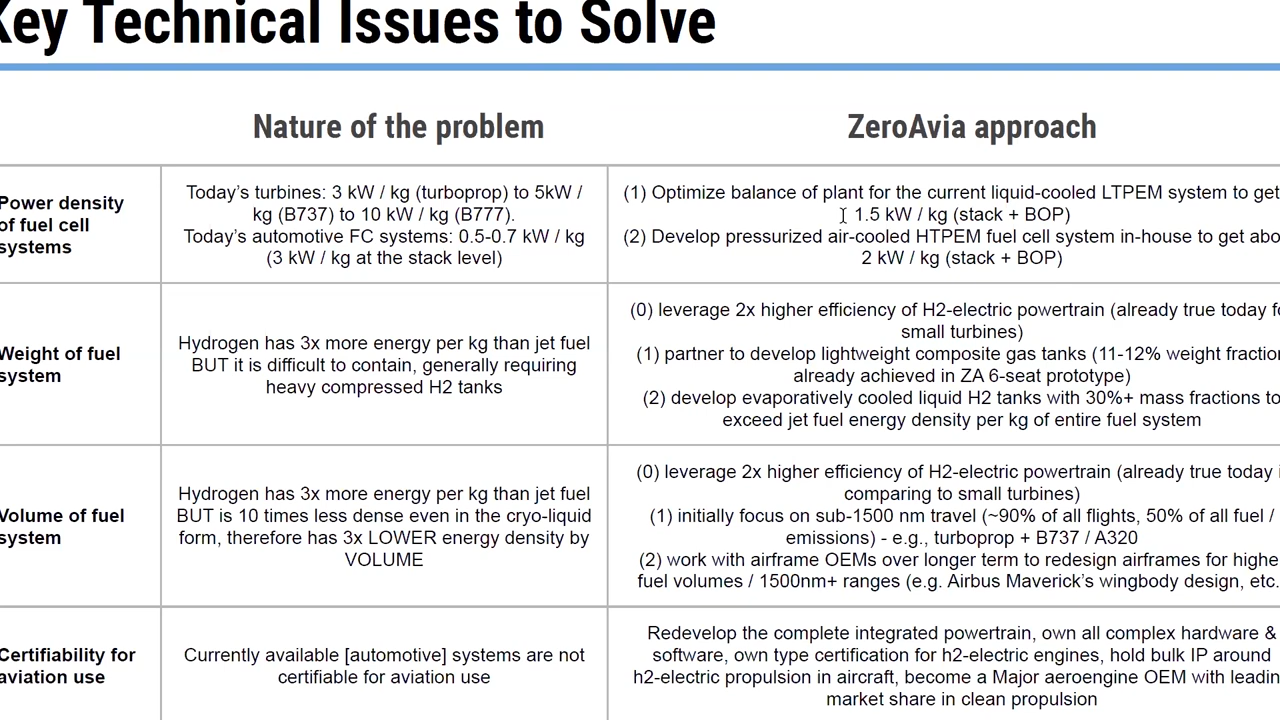 Key Technical Issues to Solve
Nature of the problem
ZeroAvia approach
Power density
of fuel cell
systems
Today's turbines: 3 kW / kg (turboprop) to 5kW /
kg (B737) to 10 kW / kg (B777).
Today's automotive FC systems: 0.5-0.7 kW / kg
(3 kW / kg at the stack level)
(1) Optimize balance of plant for the current liquid-cooled LTPEM system to get
1.5 kW / kg (stack + BOP)
(2) Develop pressurized air-cooled HTPEM fuel cell system in-house to get abo
2 kW / kg (stack + BOP)
Weight of fuel
system
Hydrogen has 3x more energy per kg than jet fuel
BUT it is difficult to contain, generally requiring
heavy compressed H2 tanks
(0) leverage 2x higher efficiency of H2-electric powertrain (already true today fo
small turbines)
(1) partner to develop lightweight composite gas tanks (11-12% weight fraction
already achieved in ZA 6-seat prototype)
(2) develop evaporatively cooled liquid H2 tanks with 30%+ mass fractions to
exceed jet fuel energy density per kg of entire fuel system
Volume of fuel
system
Hydrogen has 3x more energy per kg than jet fuel
BUT is 10 times less dense even in the cryo-liquid
form, therefore has 3x LOWER energy density by
VOLUME
(0) leverage 2x higher efficiency of H2-electric powertrain (already true today i
comparing to small turbines)
(1) initially focus on sub-1500 nm travel (~90% of all flights, 50% of all fuel /
emissions) - e.g., turboprop + B737 / A320
(2) work with airframe OEMs over longer term to redesign airframes for highe
fuel volumes / 1500nm+ ranges (e.g. Airbus Maverick's wingbody design, etc.
Certifiability for
aviation use
Currently available [automotive] systems are not
certifiable for aviation use
Redevelop the complete integrated powertrain, own all complex hardware &
software, own type certification for h2-electric engines, hold bulk IP around
h2-electric propulsion in aircraft, become a Major aeroengine OEM with leadin
market share in clean propulsion